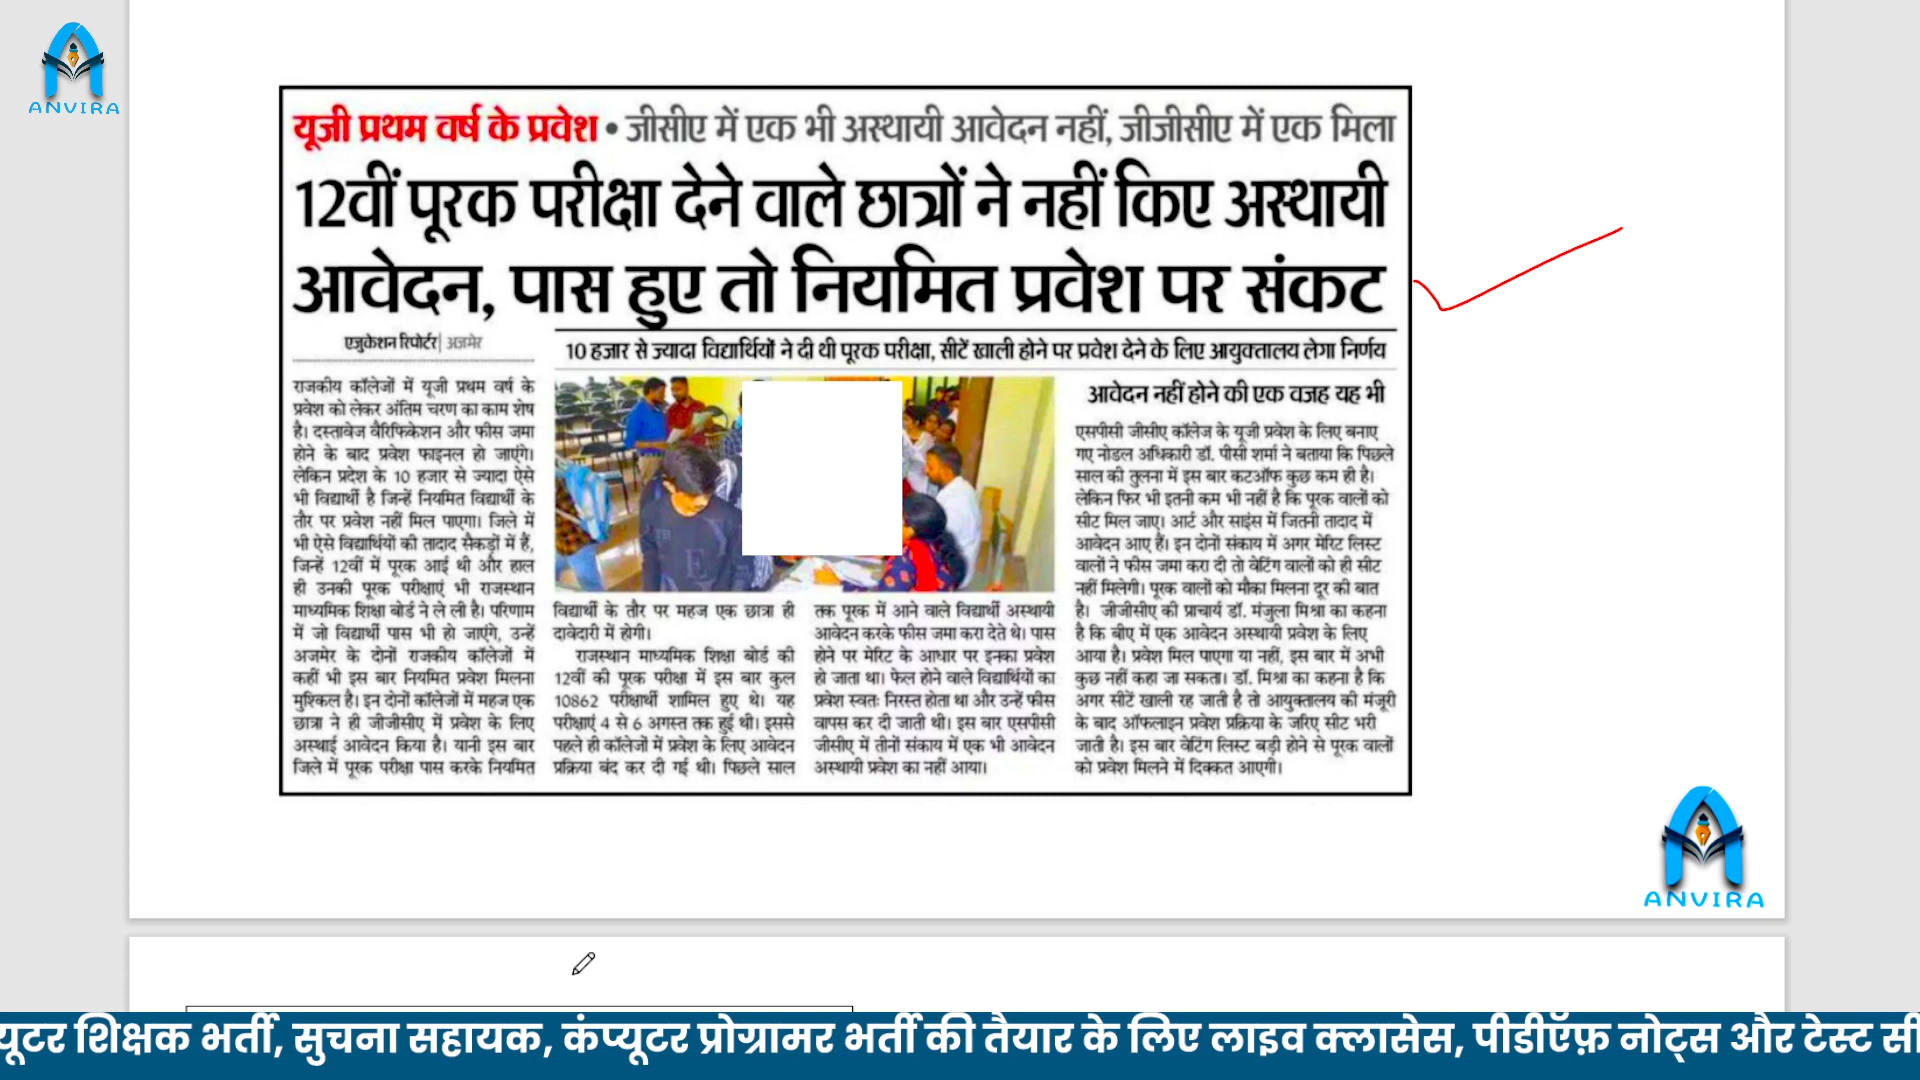 ANVIRA
यूजी प्रथम वर्ष के प्रवेश • जीसीए में एक भी अस्थायी आवेदन नहीं, जीजीसीए में एक मिला
12वीं पूरक परीक्षा देने वाले छात्रों ने नहीं किए अस्थायी
आवेदन, पास हुए तो नियमित प्रवेश पर संकट
एजुकेशन रिपोर्टर| अजमेर
10 हजार से ज्यादा विद्यार्थियों ने दी थी पूरक परीक्षा, सीटें खाली होने पर प्रवेश देने के लिए आयुक्तालय लेगा निर्णय
राजकीय कॉलेजों में यूजी प्रथम वर्ष के
प्रवेश को लेकर अंतिम चरण का काम शेष
है। दस्तावेज वैरिफिकेशन और फीस जमा
होने के बाद प्रवेश फाइनल हो जाएंगे।
लेकिन प्रदेश के 10 हजार से ज्यादा ऐसे
भी विद्यार्थी है जिन्हें नियमित विद्यार्थी के
तौर पर प्रवेश नहीं मिल पाएगा। जिले में
भी ऐसे विद्यार्थियों की तादाद सैकड़ों में हैं,
जिन्हें 12वीं में पूरक आई थी और हाल
ही उनकी पूरक परीक्षाएं भी राजस्थान
माध्यमिक शिक्षा बोर्ड ने ले ली है। परिणाम
में जो विद्यार्थी पास भी हो जाएंगे, उन्हें
अजमेर के दोनों राजकीय कॉलेजों में
कहीं भी इस बार नियमित प्रवेश मिलना
मुश्किल है। इन दोनों कॉलेजों में महज एक
छात्रा ने ही जीजीसीए में प्रवेश के लिए
अस्थाई आवेदन किया है। यानी इस बार
जिले में पूरक परीक्षा पास करके नियमित
विद्यार्थी के तौर पर महज एक छात्रा ही
दावेदारी में होगी।
राजस्थान माध्यमिक शिक्षा बोर्ड की
12वीं की पूरक परीक्षा में इस बार कुल
10862 परीक्षार्थी शामिल हुए थे। यह
परीक्षाएं 4 से 6 अगस्त तक हुई थी। इससे
पहले ही कॉलेजों में प्रवेश के लिए आवेदन
प्रक्रिया बंद कर दी गई थी। पिछले साल
तक पूरक में आने वाले विद्यार्थी अस्थायी
आवेदन करके फीस जमा करा देते थे। पास
होने पर मेरिट के आधार पर इनका प्रवेश
हो जाता था। फेल होने वाले विद्यार्थियों का
प्रवेश स्वतः निरस्त होता था और उन्हें फीस
वापस कर दी जाती थी। इस बार एसपीसी
जीसीए में तीनों संकाय में एक भी आवेदन
अस्थायी प्रवेश का नहीं आया।
आवेदन नहीं होने की एक वजह यह भी
एसपीसी जीसीए कॉलेज के यूजी प्रवेश के लिए बनाए
गए नोडल अधिकारी डॉ. पीसी शर्मा ने बताया कि पिछले
साल की तुलना में इस बार कटऑफ कुछ कम ही है।
लेकिन फिर भी इतनी कम भी नहीं है कि पूरक वालों को
सीट मिल जाए। आर्ट और साइंस में जितनी तादाद में
आवेदन आए हैं। इन दोनों संकाय में अगर मेरिट लिस्ट
वालों ने फीस जमा करा दी तो वेटिंग वालों को ही सीट
नहीं मिलेगी। पूरक वालों को मौका मिलना दूर की बात
है। जीजीसीए की प्राचार्य डॉ. मंजुला मिश्रा का कहना
है कि बीए में एक आवेदन अस्थायी प्रवेश के लिए
आया है। प्रवेश मिल पाएगा या नहीं, इस बार में अभी
कुछ नहीं कहा जा सकता। डॉ. मिश्रा का कहना है कि
अगर सीटें खाली रह जाती है तो आयुक्तालय की मंजूरी
के बाद ऑफलाइन प्रवेश प्रक्रिया के जरिए सीट भरी
जाती है। इस बार वेटिंग लिस्ट बड़ी होने से पूरक वालों
को प्रवेश मिलने में दिक्कत आएगी।
ANVIRA
यूटर शिक्षक भर्ती, सुचना सहायक, कंप्यूटर प्रोग्रामर भर्ती की तैयार के लिए लाइव क्लासेस, पीडीऍफ़ नोट्स और टेस्ट सी